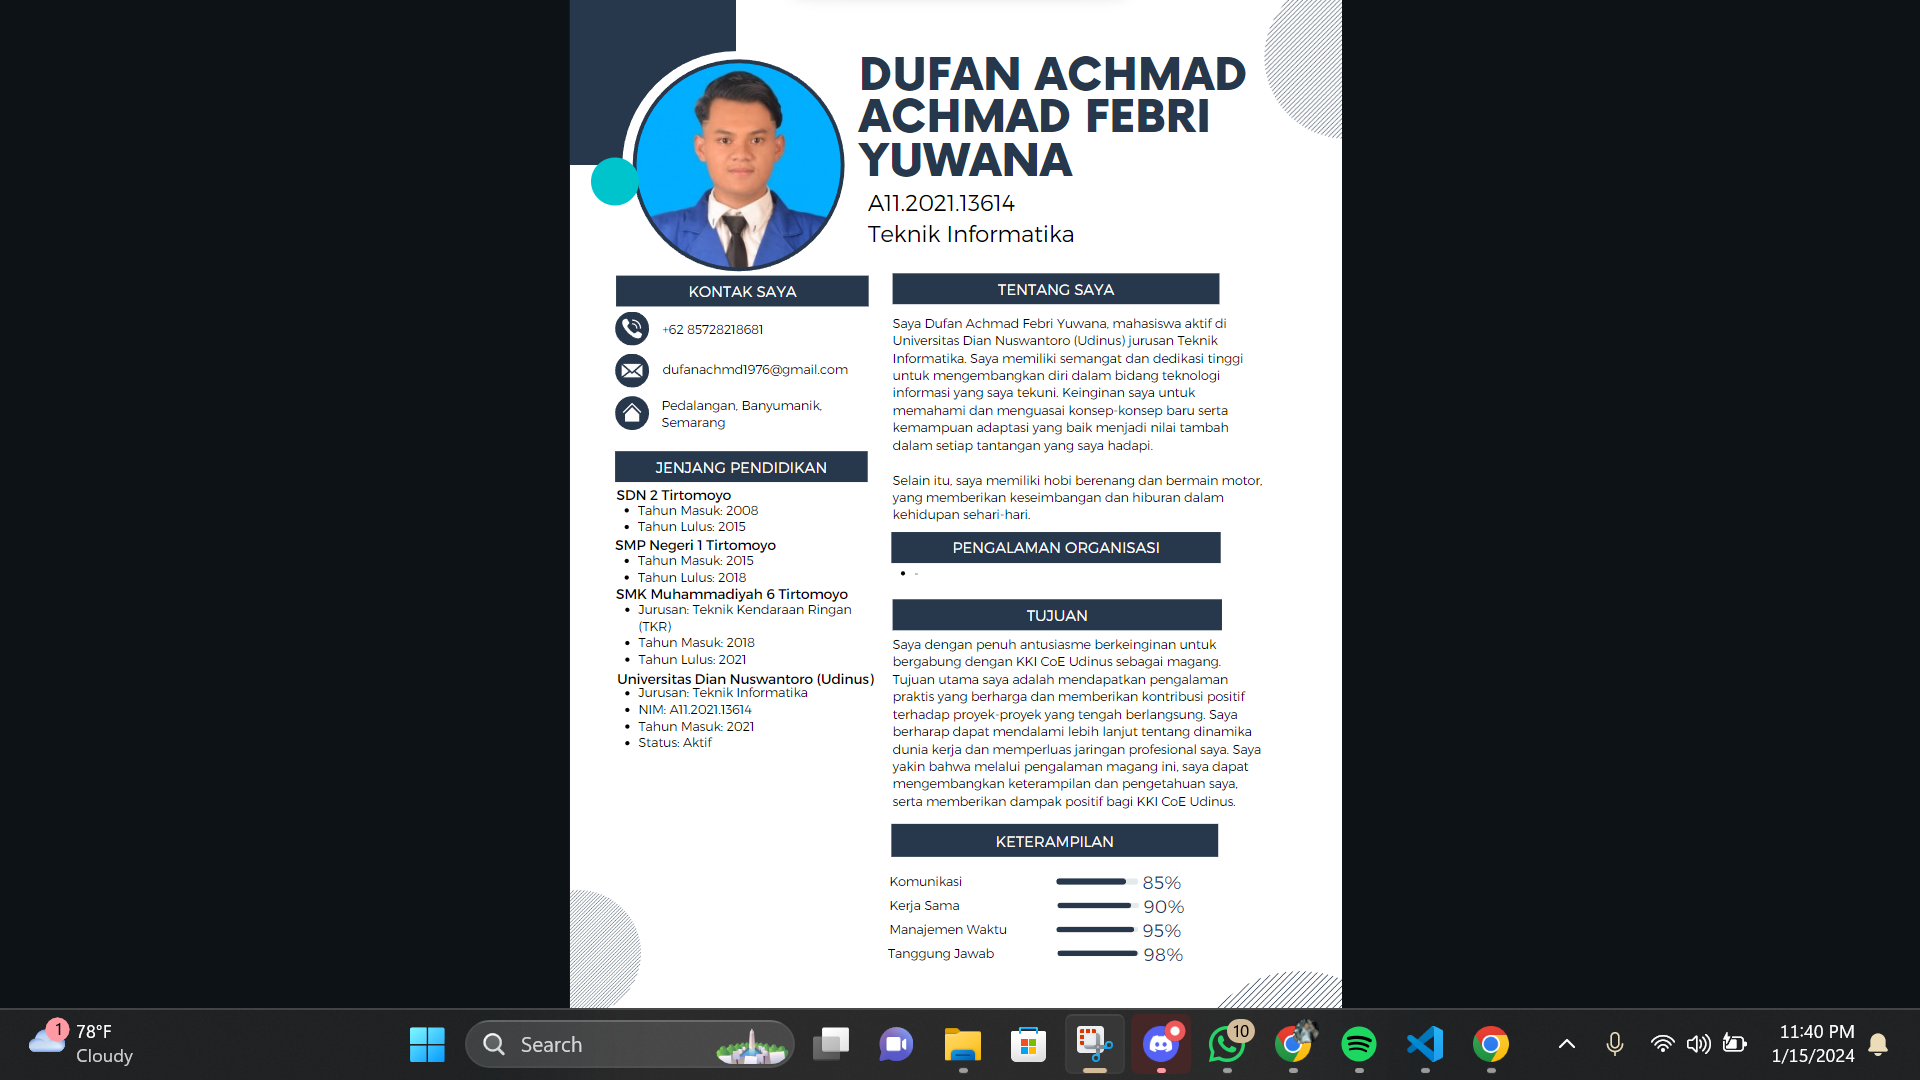 DUFAN ACHMAD
ACHMAD FEBRI
YUWANA
A11.2021.13614
Teknik Informatika
KONTAK SAYA
+62 85728218681
dufanachmd1976@gmail.com
Pedalangan, Banyumanik,
Semarang
JENJANG PENDIDIKAN
SDN 2 Tirtomoyo
• Tahun Masuk: 2008
• Tahun Lulus: 2015
SMP Negeri 1 Tirtomoyo
• Tahun Masuk: 2015
• Tahun Lulus: 2018
SMK Muhammadiyah 6 Tirtomoyo
• Jurusan: Teknik Kendaraan Ringan
(TKR)
• Tahun Masuk: 2018
• Tahun Lulus: 2021
Universitas Dian Nuswantoro (Udinus)
• Jurusan: Teknik Informatika
• NIM: A11.2021.13614
• Tahun Masuk: 2021
• Status: Aktif
TENTANG SAYA
Saya Dufan Achmad Febri Yuwana, mahasiswa aktif di
Universitas Dian Nuswantoro (Udinus) jurusan Teknik
Informatika. Saya memiliki semangat dan dedikasi tinggi
untuk mengembangkan diri dalam bidang teknologi
informasi yang saya tekuni. Keinginan saya untuk
memahami dan menguasai konsep-konsep baru serta
kemampuan adaptasi yang baik menjadi nilai tambah
dalam setiap tantangan yang saya hadapi.
Selain itu, saya memiliki hobi berenang dan bermain motor,
yang memberikan keseimbangan dan hiburan dalam
kehidupan sehari-hari.
PENGALAMAN ORGANISASI
• -
TUJUAN
Saya dengan penuh antusiasme berkeinginan untuk
bergabung dengan KKI CoE Udinus sebagai magang.
Tujuan utama saya adalah mendapatkan pengalaman
praktis yang berharga dan memberikan kontribusi positif
terhadap proyek-proyek yang tengah berlangsung. Saya
berharap dapat mendalami lebih lanjut tentang dinamika
dunia kerja dan memperluas jaringan profesional saya. Saya
yakin bahwa melalui pengalaman magang ini, saya dapat
mengembangkan keterampilan dan pengetahuan saya,
serta memberikan dampak positif bagi KKI CoE Udinus.
KETERAMPILAN
Komunikasi 85%
Kerja Sama 90%
Manajemen Waktu 95%
Tanggung Jawab 98%
1
78°F
Cloudy
Search
10
11:40 PM
1/15/2024